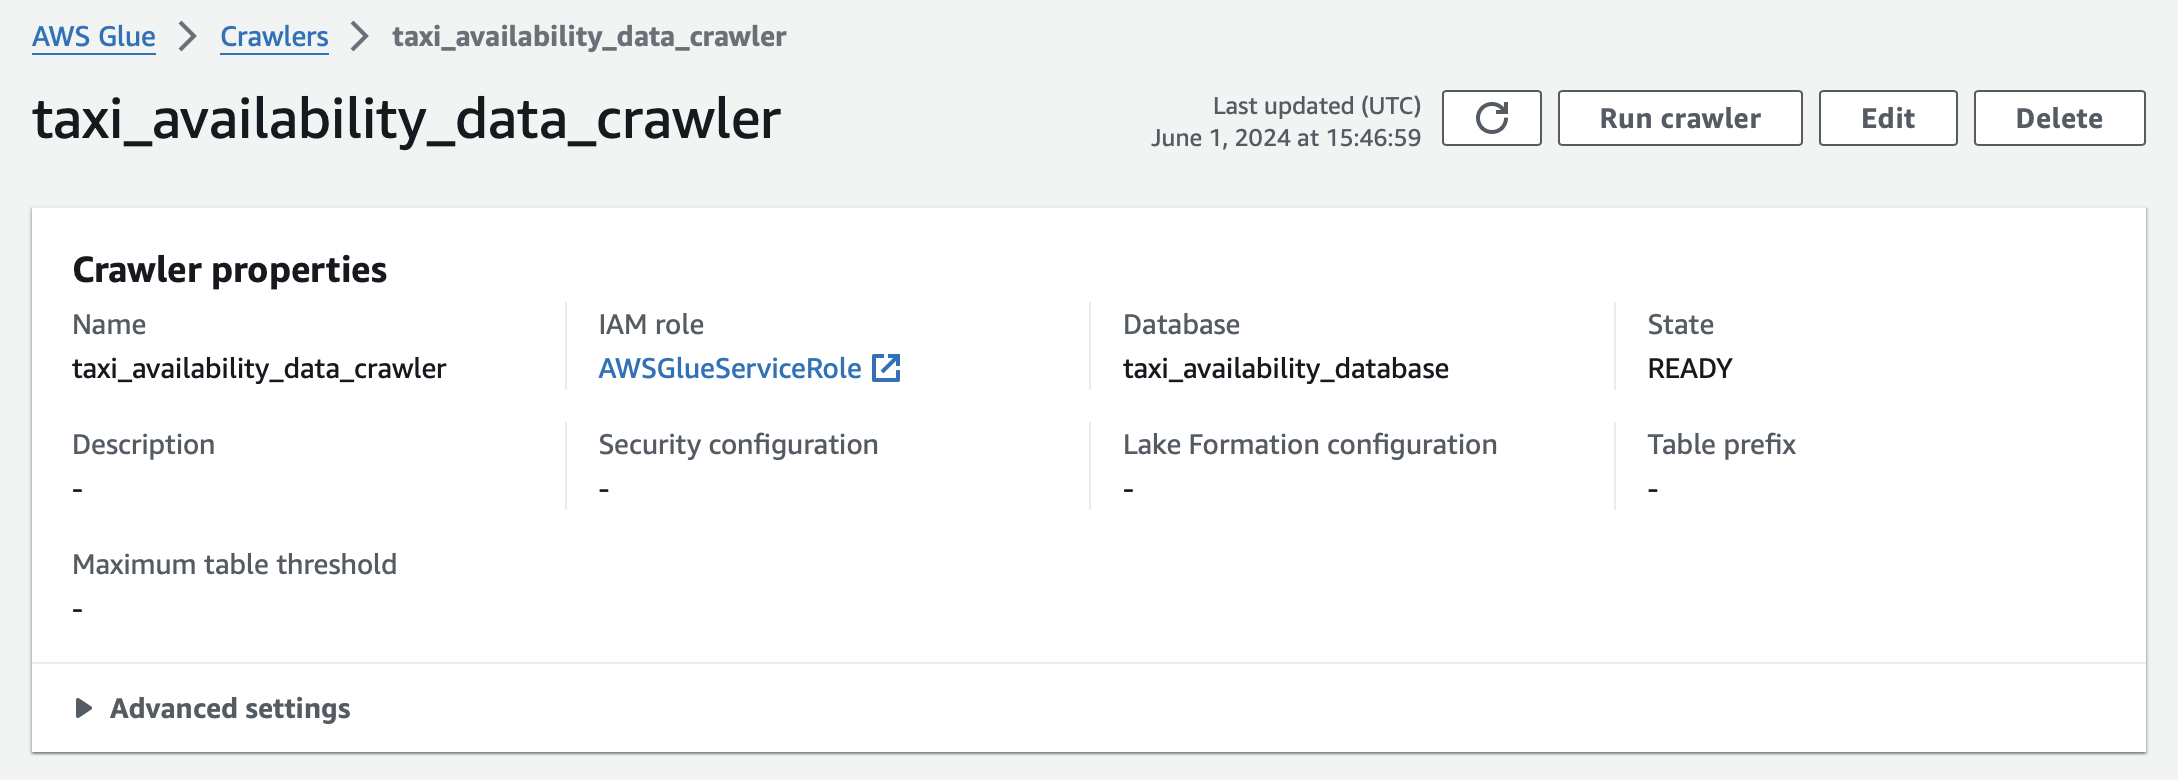 AWS Glue > Crawlers > taxi_availability_data_crawler
taxi_availability_data_crawler
Last updated (UTC)
June 1, 2024 at 15:46:59
Run crawler
Edit
Delete
Crawler properties
Name
taxi_availability_data_crawler
IAM role
AWSGlueServiceRole
Database
taxi_availability_database
State
READY
Description
-
Security configuration
-
Lake Formation configuration
-
Table prefix
-
Maximum table threshold
-
Advanced settings